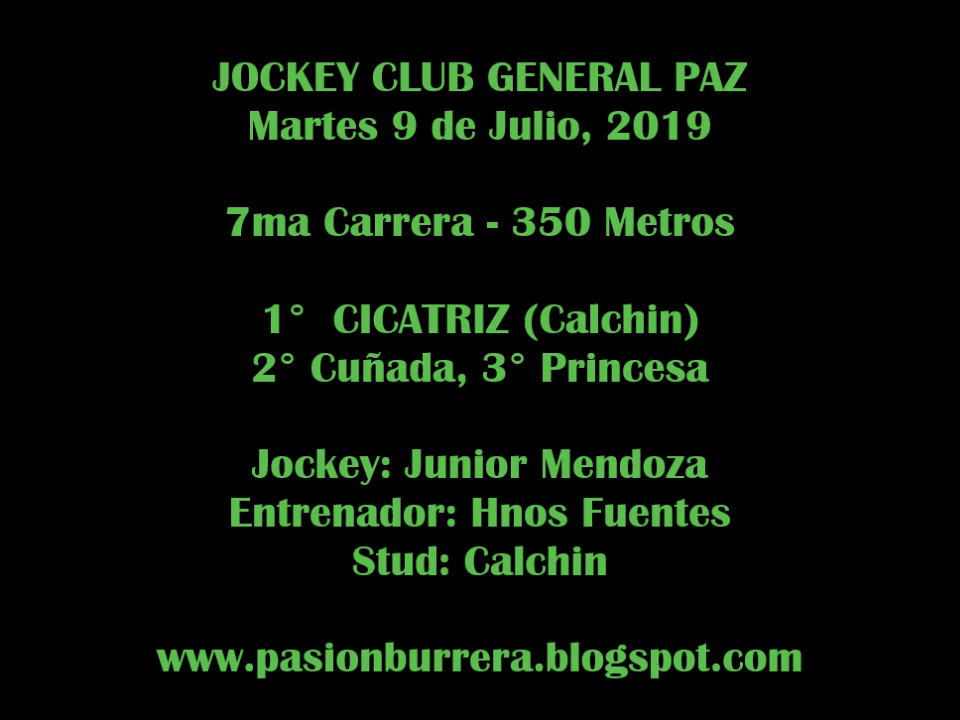 JOCKEY CLUB GENERAL PAZ
Martes 9 de Julio, 2019
7ma Carrera - 350 Metros
1°  CICATRIZ (Calchin)
2° Cuñada, 3° Princesa
Jockey: Junior Mendoza
Entrenador: Hnos Fuentes
Stud: Calchin
www.pasionburrera.blogspot.com